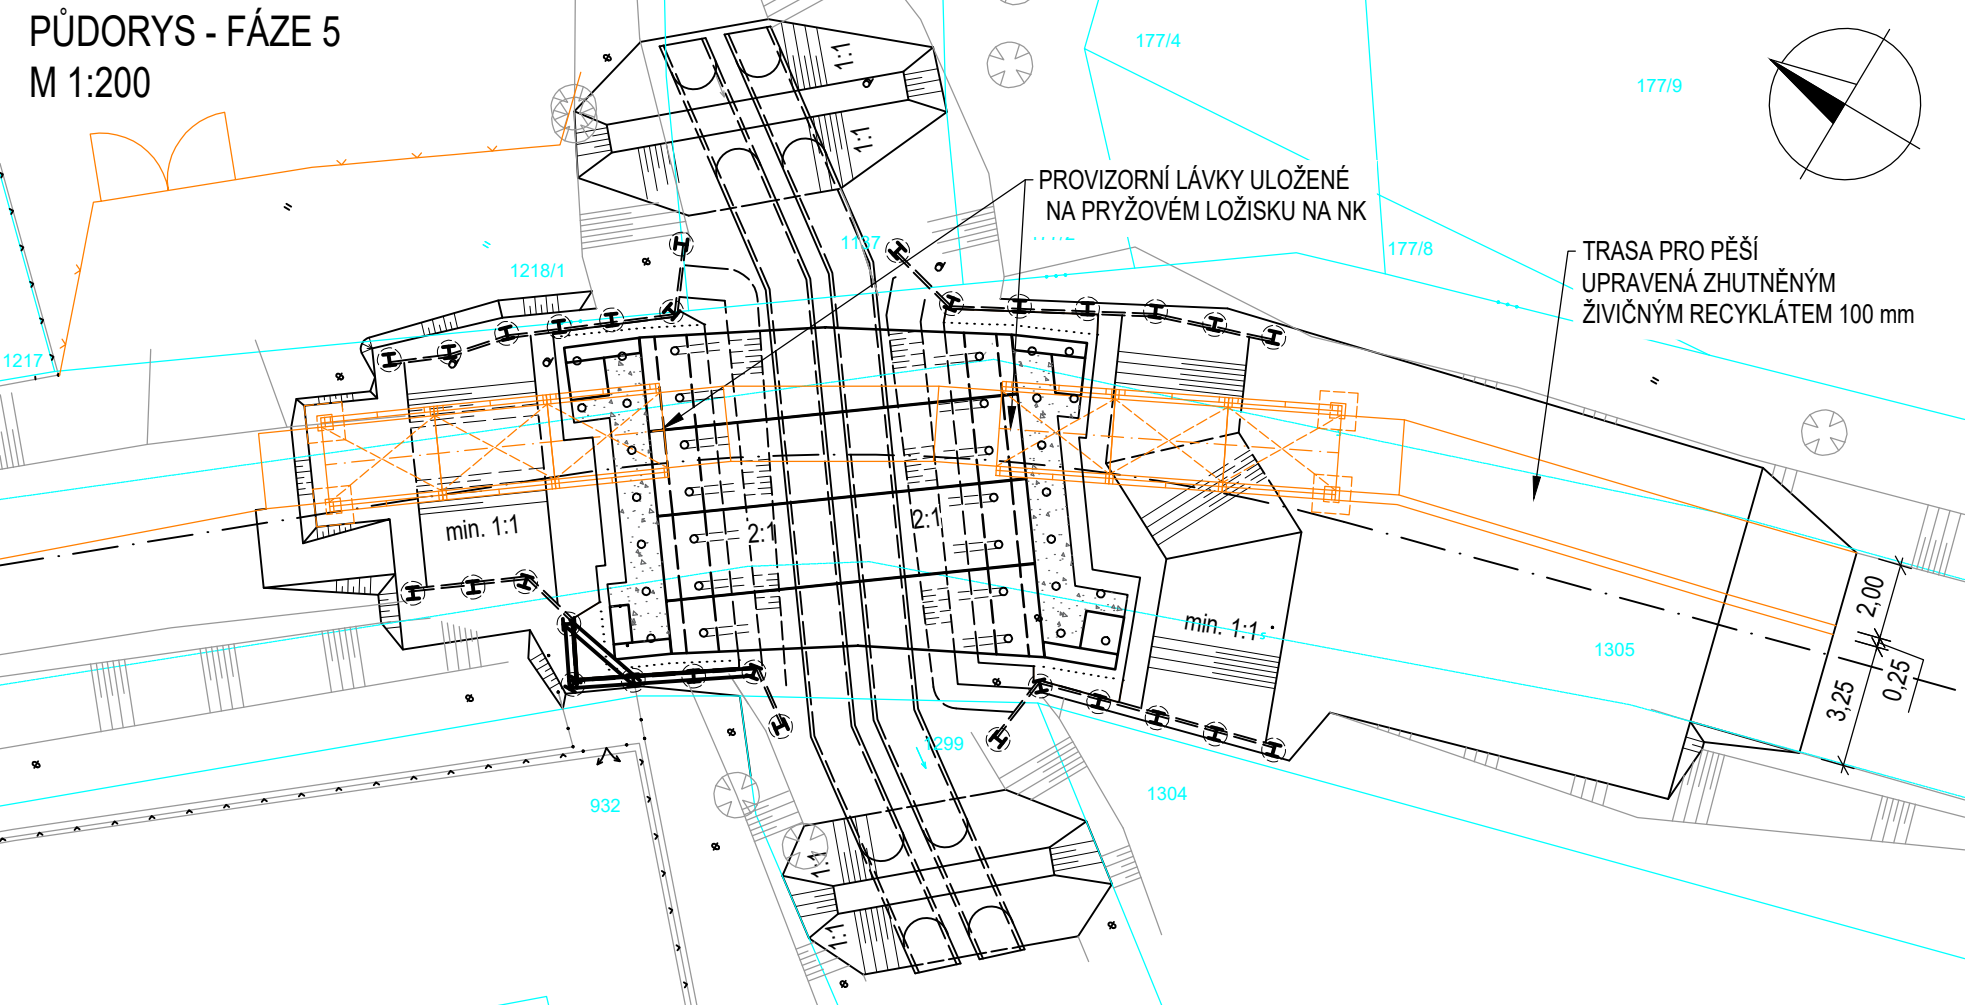 PŮDORYS - FÁZE 5
M 1:200
177/4
177/9
1:1
1:1
PROVIZORNÍ LÁVKY ULOŽENÉ
NA PRYŽOVÉM LOŽISKU NA NK
1137
177/8
TRASA PRO PĚŠÍ
UPRAVENÁ ZHUTNĚNÝM
ŽIVIČNÝM RECYKLÁTEM 100 mm
1218/1
1217
min. 1:1
2:1
2:1
min. 1:1
1305
2,00
0,25
3,25
1299
1304
932
1:1
1:1